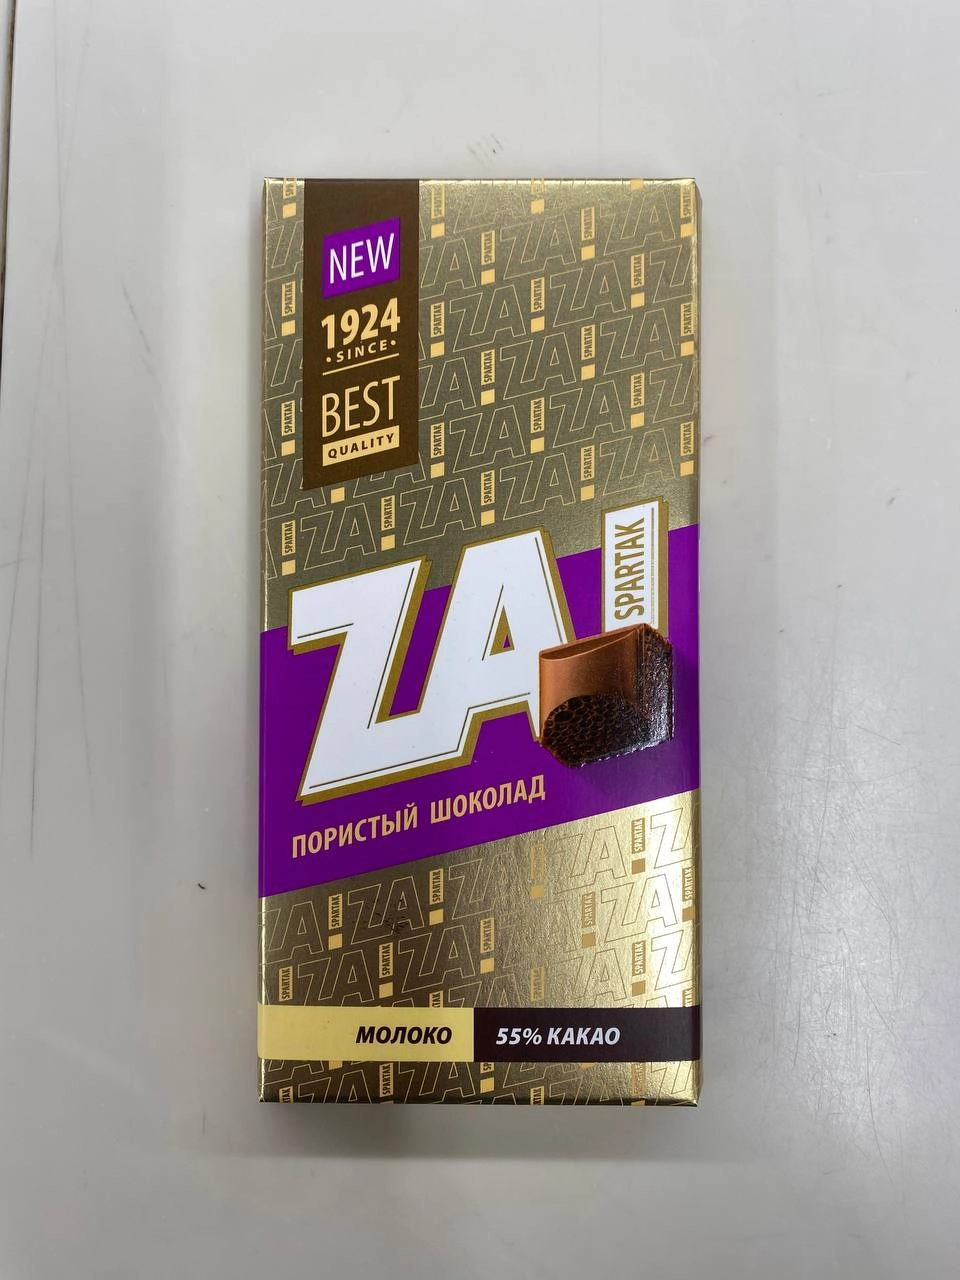 NEW
1924
•SINCE•
BEST
QUALITY
ZA!
SPARTAK
ПОРИСТЫЙ ШОКОЛАД
МОЛОКО
55% КАКАО